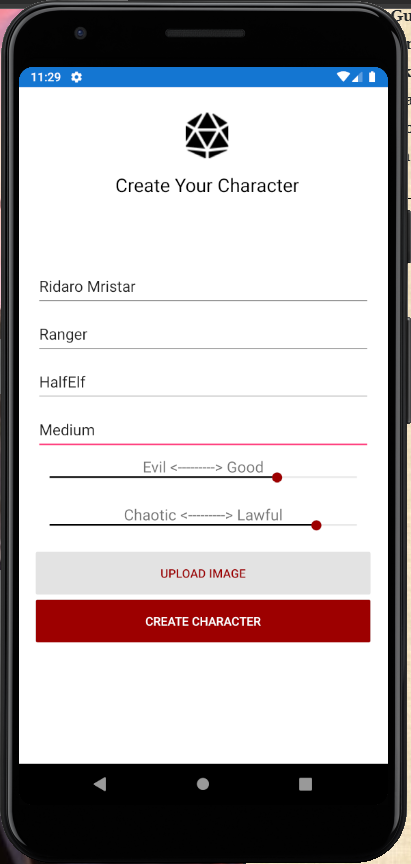 11:29
Create Your Character
Ridaro Mristar
Ranger
HalfElf
Medium
Evil <---------> Good
Chaotic <---------> Lawful
UPLOAD IMAGE
CREATE CHARACTER